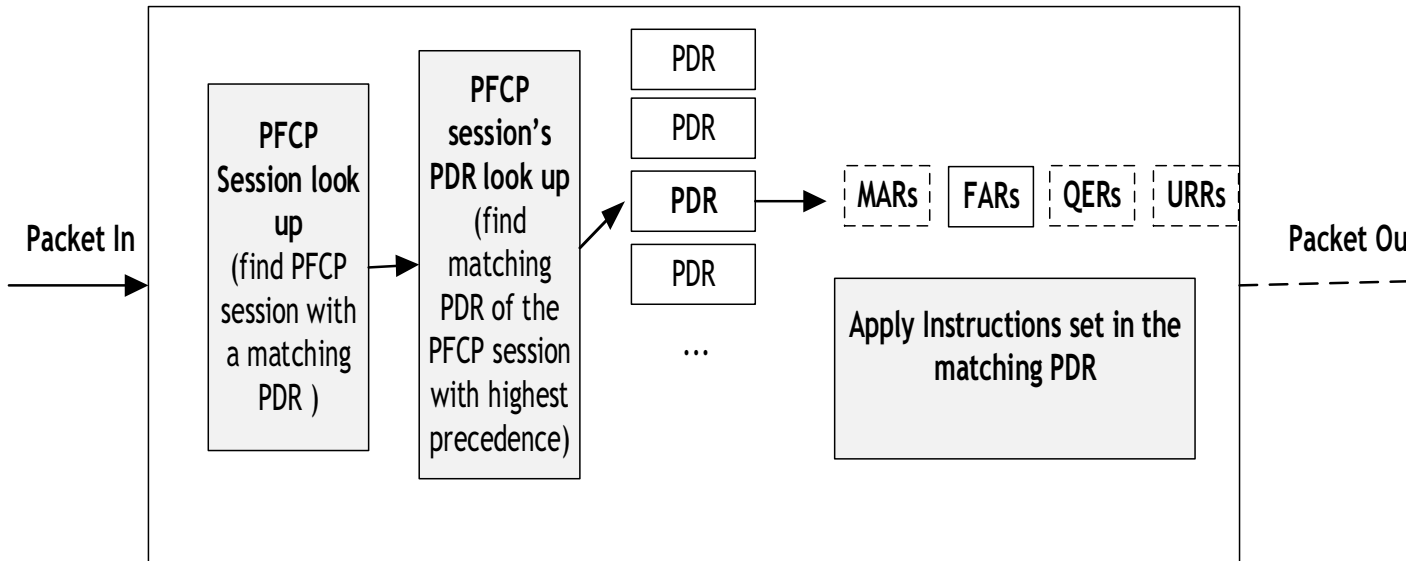 Packet In
PFCP
Session look
up
(find PFCP
session with
a matching
PDR )
PFCP
session’s
PDR look up
(find
matching
PDR of the
PFCP session
with highest
precedence)
PDR
PDR
PDR
PDR
...
MARs
FARs
QERs
URRs
Apply Instructions set in the
matching PDR
Packet Ou